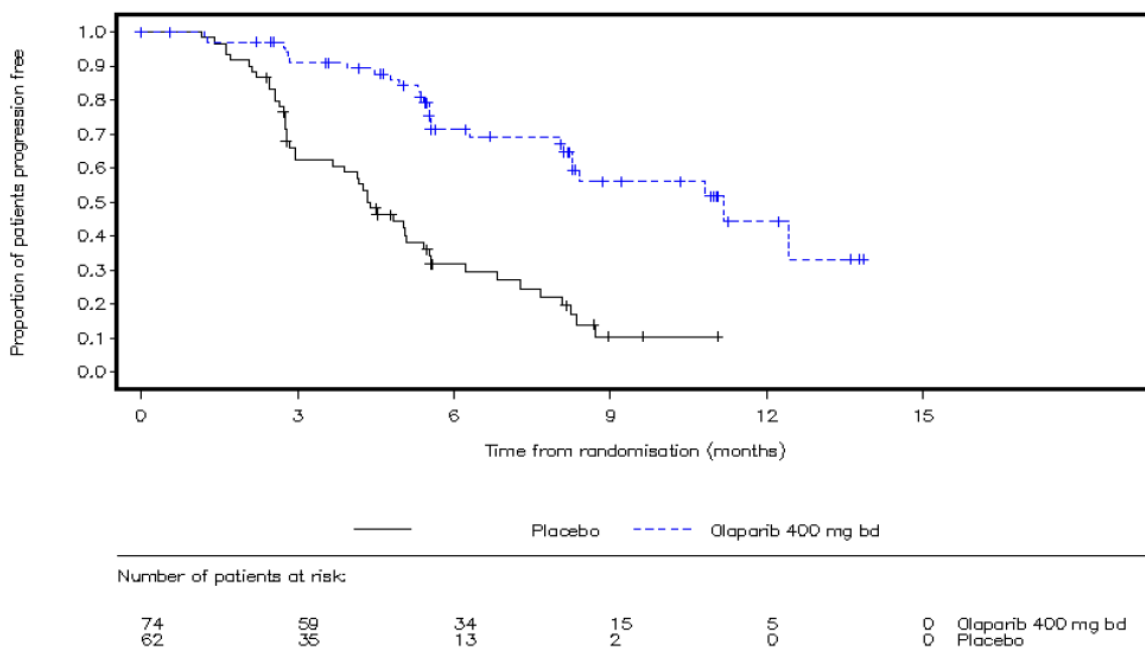 Proportion of patients progression free
1.0
0.9
0.8
0.7
0.6
0.5
0.4
0.3
0.2
0.1
0.0
0 3 6 9 12 15
Time from randomisation (months)
Placebo Olaparib 400 mg bd
Number of patients at risk:
74 59 34 15 5 0 Olaparib 400 mg bd
62 35 13 2 0 0 Placebo